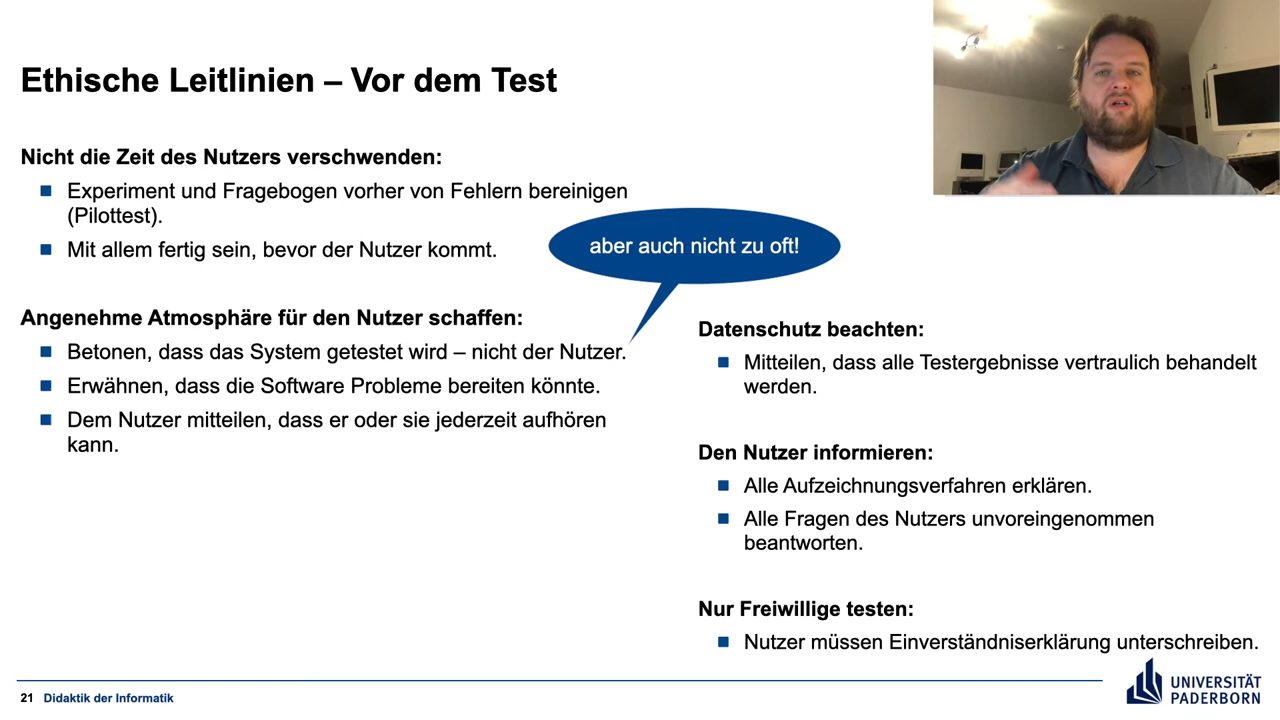 Ethische Leitlinien – Vor dem Test
Nicht die Zeit des Nutzers verschwenden:
Experiment und Fragebogen vorher von Fehlern bereinigen
(Pilottest).
Mit allem fertig sein, bevor der Nutzer kommt.
aber auch nicht zu oft!
Angenehme Atmosphäre für den Nutzer schaffen:
Betonen, dass das System getestet wird – nicht der Nutzer.
Erwähnen, dass die Software Probleme bereiten könnte.
Dem Nutzer mitteilen, dass er oder sie jederzeit aufhören
kann.
Datenschutz beachten:
Mitteilen, dass alle Testergebnisse vertraulich behandelt
werden.
Den Nutzer informieren:
Alle Aufzeichnungsverfahren erklären.
Alle Fragen des Nutzers unvoreingenommen
beantworten.
Nur Freiwillige testen:
Nutzer müssen Einverständniserklärung unterschreiben.
21 Didaktik der Informatik
UNIVERSITÄT
PADERBORN